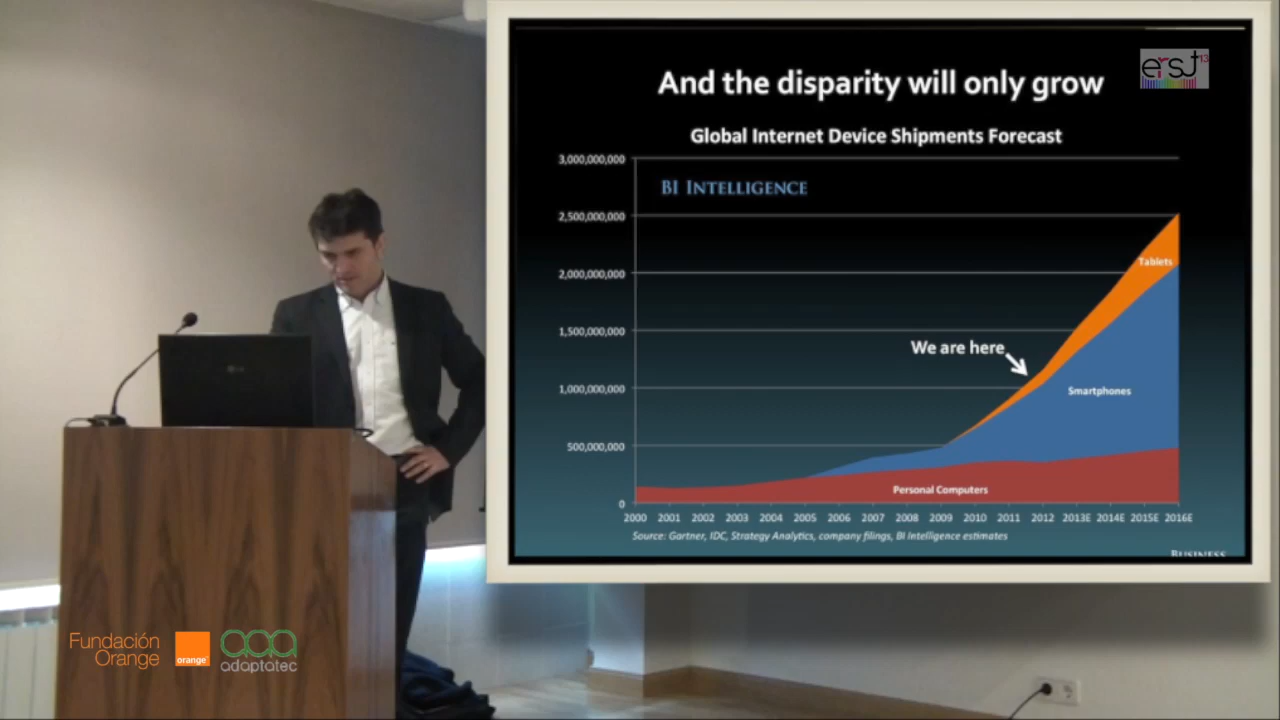 And the disparity will only grow
erst13
Global Internet Device Shipments Forecast
3,000,000,000
BI INTELLIGENCE
2,500,000,000
2,000,000,000
1,500,000,000
1,000,000,000
500,000,000
0
Tablets
We are here
Smartphones
Personal Computers
2000 2001 2002 2003 2004 2005 2006 2007 2008 2009 2010 2011 2012 2013E 2014E 2015E 2016E
Source: Gartner, IDC, Strategy Analytics, company filings, BI Intelligence estimates
BUSINESS
LG
Fundación
Orange
orange
adaptatec